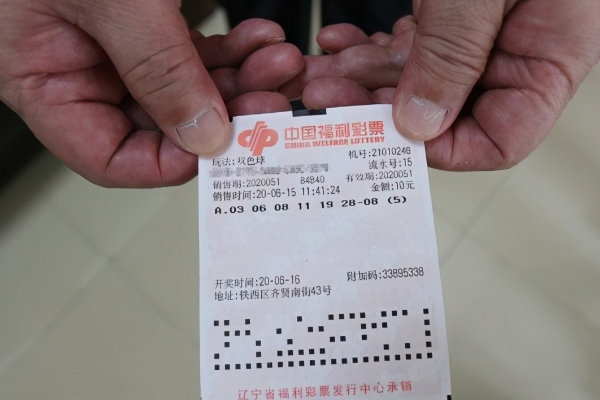 中国福利彩票
CHINA WELFARE LOTTERY
玩法:双色球 机号:21010246
流水号:15
销售期:2020051 84840 有效期:2020051
销售时间:20-06-15 11:41:24 金额:10元
A.03 06 08 11 19 28-08 (5)
开奖时间:20-06-16 附加码:33895338
地址:铁西区齐贤南街43号
辽宁省福利彩票发行中心承销